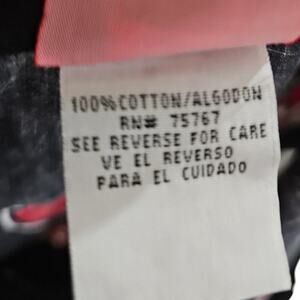 100%COTTON/ALGODON
RN# 75767
SEE REVERSE FOR CARE
VE EL REVERSO
PARA EL CUIDADO